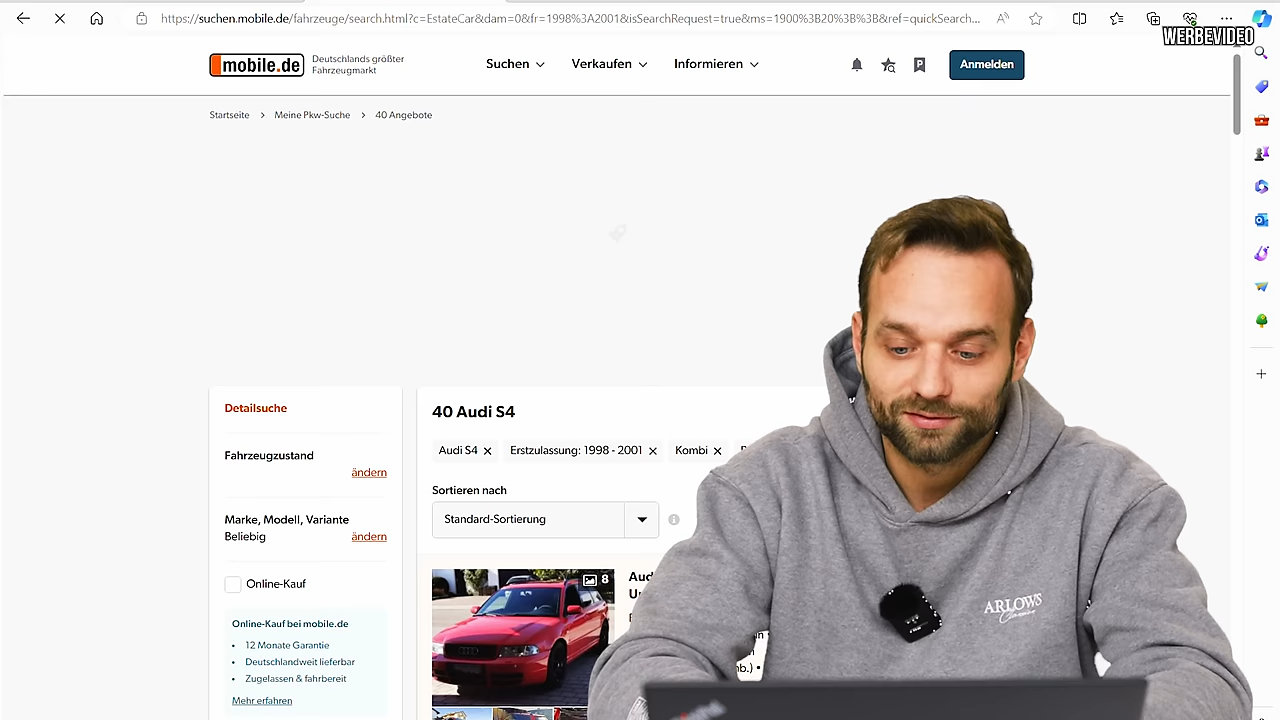 https://suchen.mobile.de/fahrzeuge/search.html?c=EstateCar&dam=0&fr=1998%3A2001&isSearchRequest=true&ms=1900%3B20%3B%3B&ref=quickSearch...
WERBEVIDEO
mobile.de
Deutschlands größter
Fahrzeugmarkt
Suchen
Verkaufen
Informieren
Anmelden
Startseite
Meine Pkw-Suche
40 Angebote
Detailsuche
Fahrzeugzustand
ändern
Marke, Modell, Variante
Beliebig
ändern
Online-Kauf
Online-Kauf bei mobile.de
• 12 Monate Garantie
• Deutschlandweit lieferbar
• Zugelassen & fahrbereit
Mehr erfahren
40 Audi S4
Audi S4
Erstzulassung: 1998 - 2001
Kombi
Sortieren nach
Standard-Sortierung
8
ARLOWS